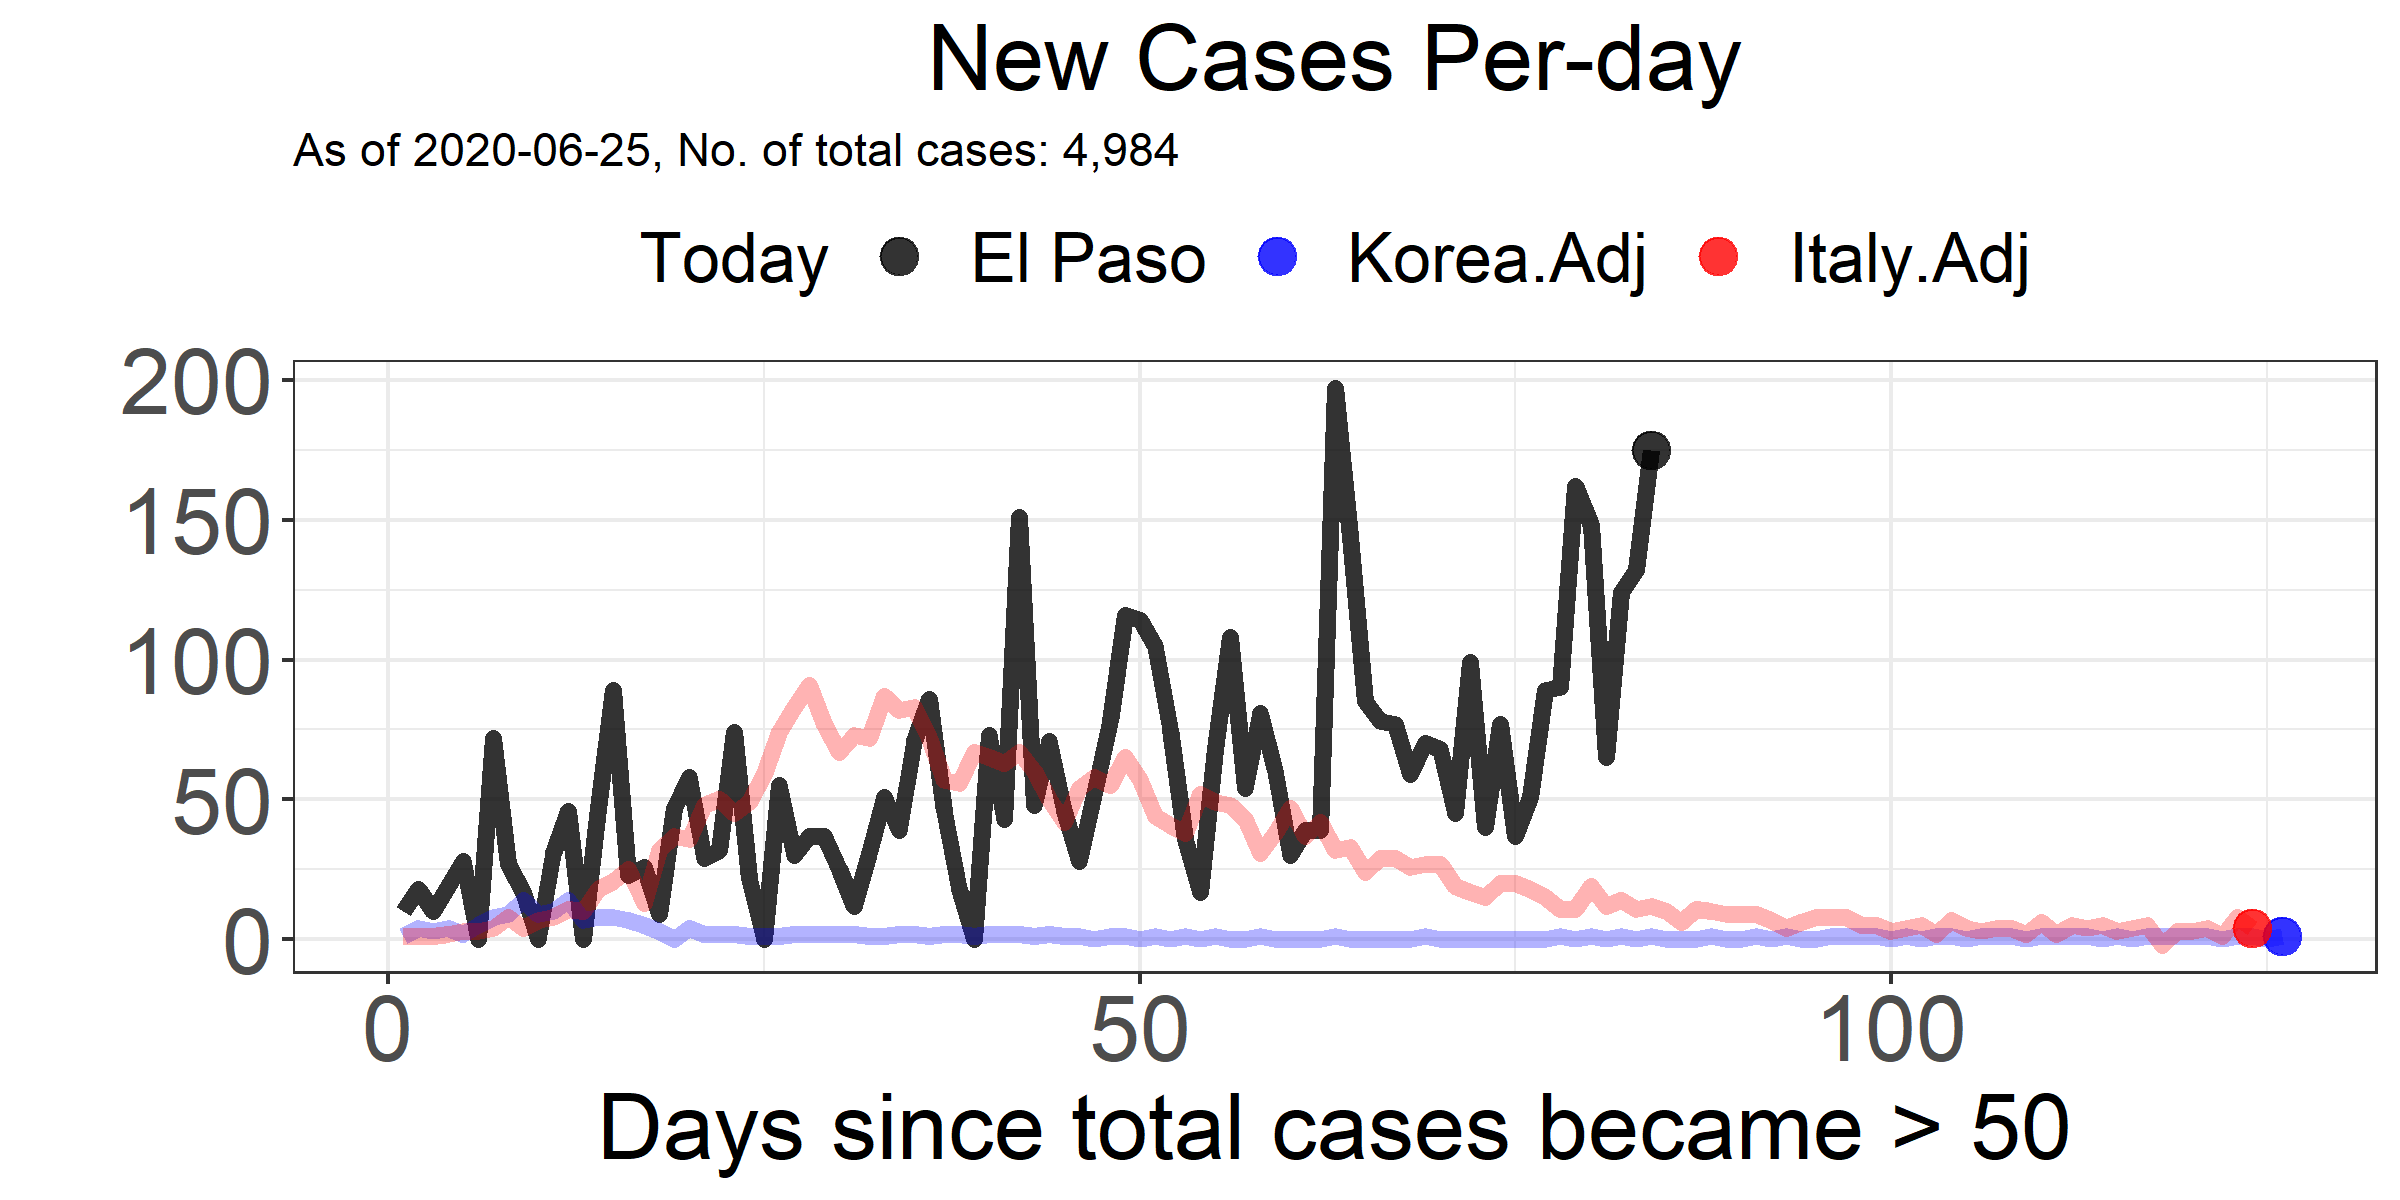 New Cases Per-day
As of 2020-06-25, No. of total cases: 4,984
Today El Paso Korea.Adj Italy.Adj
200
150
100
50
0
0 50 100
Days since total cases became > 50